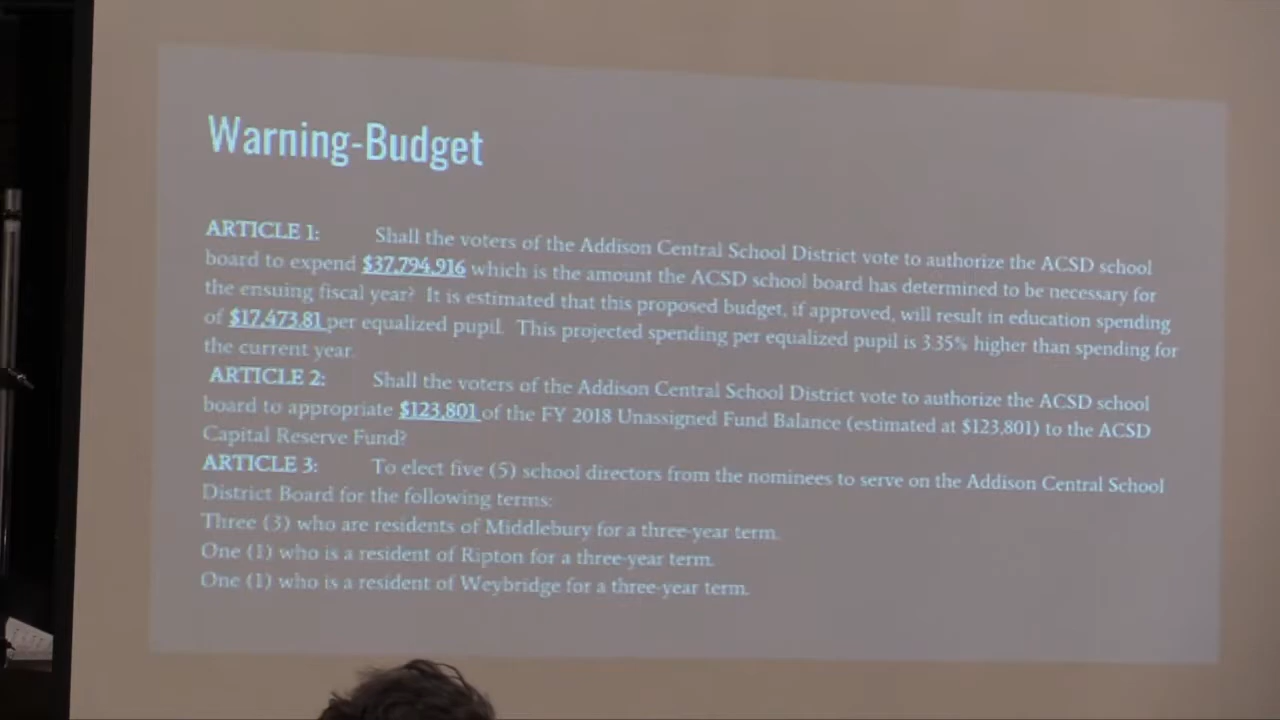 Warning-Budget
ARTICLE 1: Shall the voters of the Addison Central School District vote to authorize the ACSD school
board to expend $37,794,916 which is the amount the ACSD school board has determined to be necessary for
the ensuing fiscal year? It is estimated that this proposed budget, if approved, will result in education spending
of $17,473.81 per equalized pupil. This projected spending per equalized pupil is 3.35% higher than spending for
the current year.
ARTICLE 2: Shall the voters of the Addison Central School District vote to authorize the ACSD school
board to appropriate $123,801 of the FY 2018 Unassigned Fund Balance (estimated at $123,801) to the ACSD
Capital Reserve Fund?
ARTICLE 3: To elect five (5) school directors from the nominees to serve on the Addison Central School
District Board for the following terms:
Three (3) who are residents of Middlebury for a three-year term.
One (1) who is a resident of Ripton for a three-year term.
One (1) who is a resident of Weybridge for a three-year term.